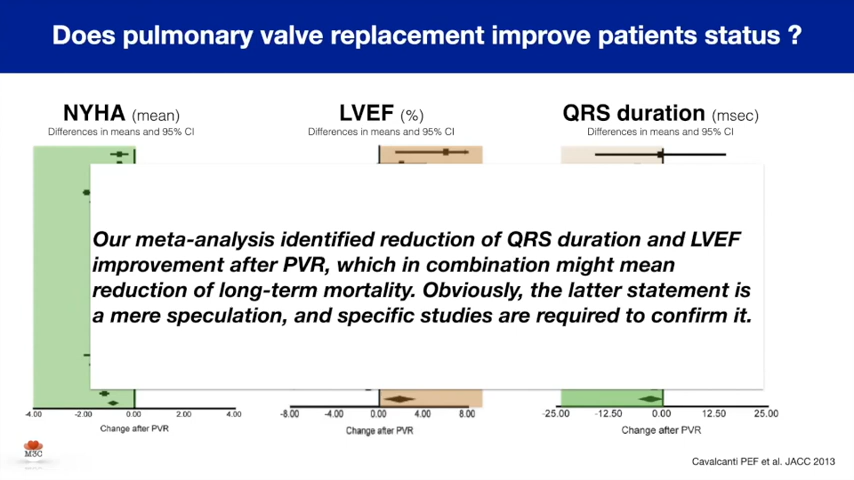 Does pulmonary valve replacement improve patients status ?
NYHA (mean)
Differences in means and 95% CI
LVEF (%)
Differences in means and 95% CI
QRS duration (msec)
Differences in means and 95% CI
Our meta-analysis identified reduction of QRS duration and LVEF
improvement after PVR, which in combination might mean
reduction of long-term mortality. Obviously, the latter statement is
a mere speculation, and specific studies are required to confirm it.
-4.00 -2.00 0.00 2.00 4.00
Change after PVR
-8.00 -4.00 0.00 4.00 8.00
Change after PVR
-25.00 -12.50 0.00 12.50 25.00
Change after PVR
M3C
Cavalcanti PEF et al. JACC 2013